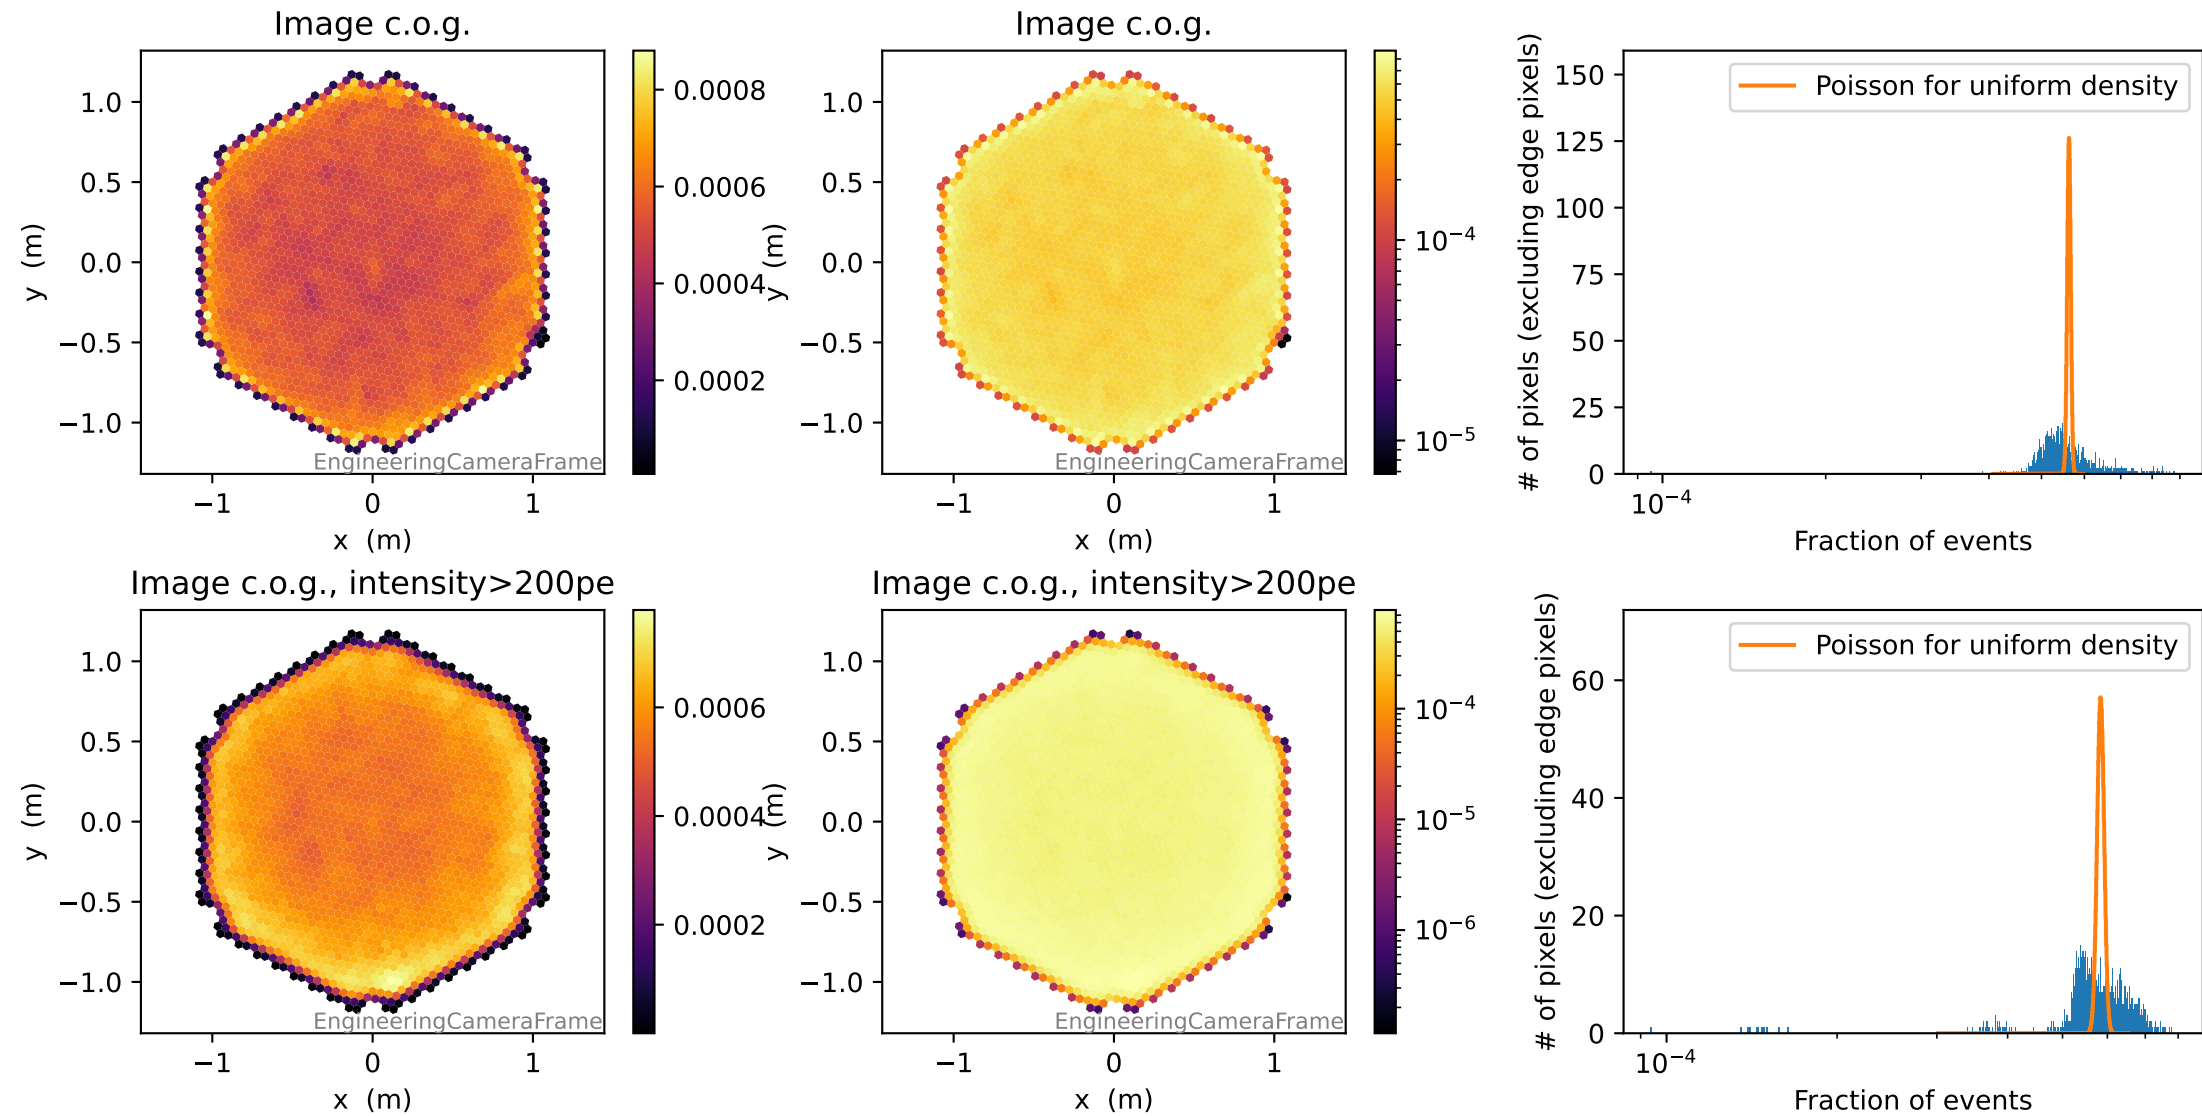 Image c.o.g.
1.0
0.5
0.0
−0.5
−1.0
y (m)
−1
0
1
x (m)
EngineeringCameraFrame
0.0008
0.0006
0.0004
0.0002
Image c.o.g.
1.0
0.5
0.0
−0.5
−1.0
y (m)
−1
0
1
x (m)
EngineeringCameraFrame
10−4
10−5
150
125
100
75
50
25
0
# of pixels (excluding edge pixels)
Poisson for uniform density
10−4
Fraction of events
Image c.o.g., intensity>200pe
1.0
0.5
0.0
−0.5
−1.0
y (m)
−1
0
1
x (m)
EngineeringCameraFrame
0.0006
0.0004
0.0002
Image c.o.g., intensity>200pe
1.0
0.5
0.0
−0.5
−1.0
y (m)
−1
0
1
x (m)
EngineeringCameraFrame
10−4
10−5
10−6
60
40
20
0
# of pixels (excluding edge pixels)
Poisson for uniform density
10−4
Fraction of events